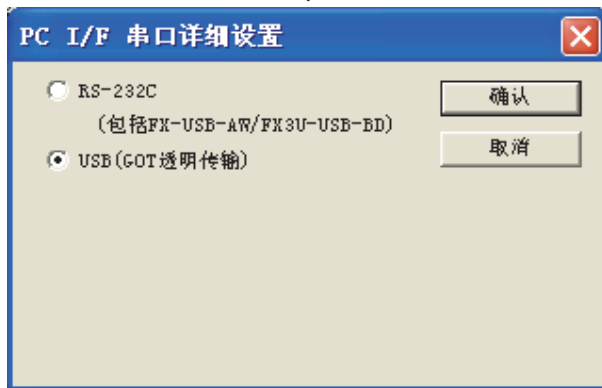 PC I/F 串口详细设置
RS-232C
(包括FX-USB-AW/FX3U-USB-BD)
USB(GOT透明传输)
确认
取消